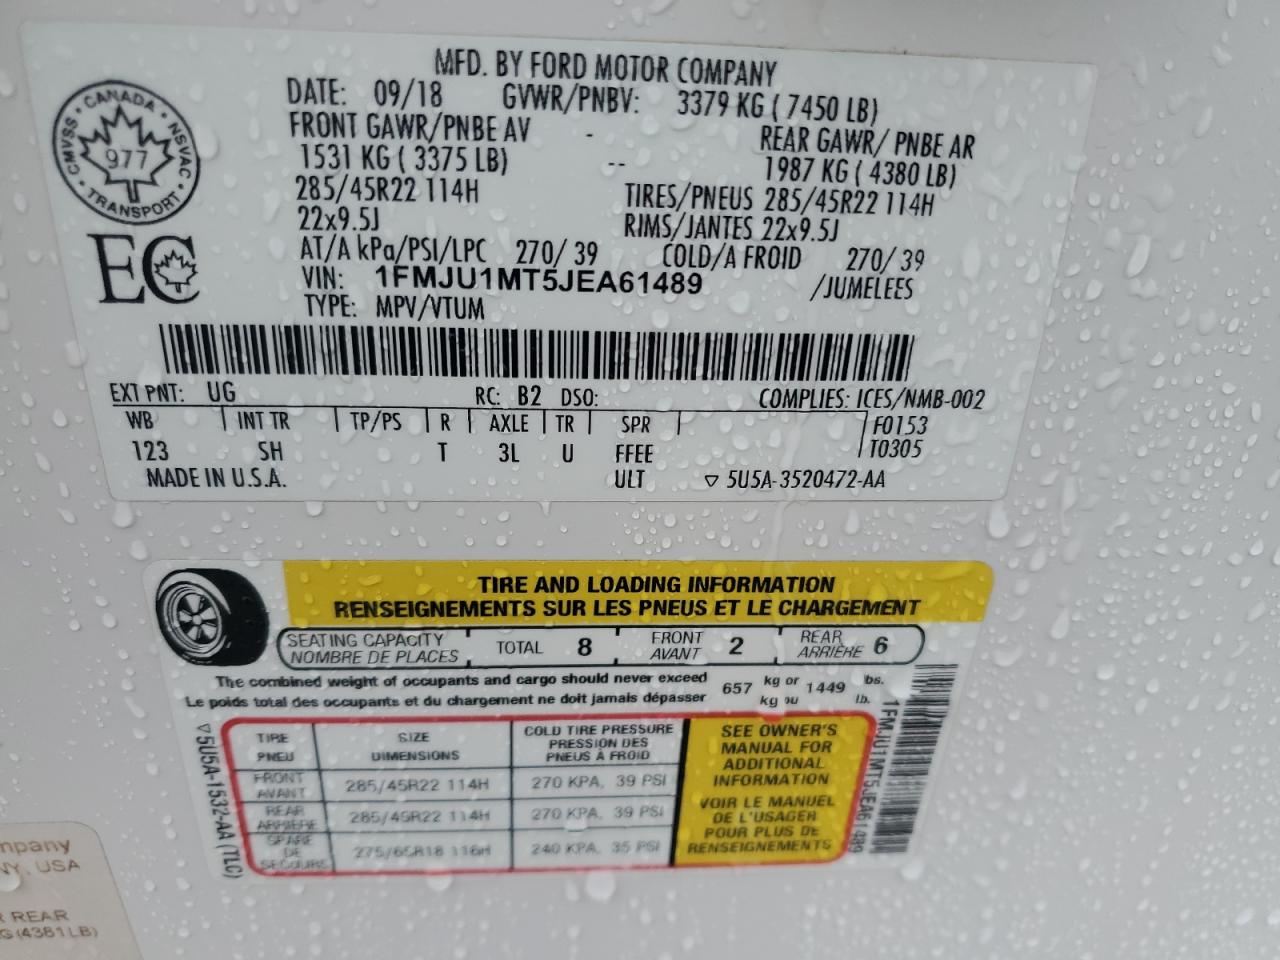 MFD. BY FORD MOTOR COMPANY
DATE: 09/18 GVWR/PNBV: 3379 KG ( 7450 LB)
FRONT GAWR/PNBE AV - REAR GAWR/ PNBE AR
1531 KG ( 3375 LB) -- 1987 KG ( 4380 LB)
285/45R22 114H TIRES/PNEUS 285/45R22 114H
22x9.5J RIMS/JANTES 22x9.5J
AT/A kPa/PSI/LPC 270/ 39 COLD/A FROID 270/ 39
VIN: 1FMJU1MT5JEA61489 /JUMELEES
TYPE: MPV/VTUM
CANADA
CMVSS NSVAC
977
TRANSPORT
EC
EXT PNT: UG RC: B2 DSO: COMPLIES: ICES/NMB-002
WB | INT TR | TP/PS | R | AXLE | TR | SPR | F0153
123 SH T 3L U FFEE T0305
MADE IN U.S.A. ULT ▽ 5U5A-3520472-AA
TIRE AND LOADING INFORMATION
RENSEIGNEMENTS SUR LES PNEUS ET LE CHARGEMENT
SEATING CAPACITY TOTAL 8 FRONT 2 REAR 6
NOMBRE DE PLACES AVANT ARRIÈRE
The combined weight of occupants and cargo should never exceed 657 kg or 1449 lbs.
Le poids total des occupants et du chargement ne doit jamais dépasser kg ou lb.
TIRE SIZE COLD TIRE PRESSURE
PNEU DIMENSIONS PRESSION DES
PNEUS À FROID
FRONT
AVANT 285/45R22 114H 270 KPA, 39 PSI
REAR
ARRIÈRE 285/45R22 114H 270 KPA, 39 PSI
SPARE
DE
SECOURS 275/65R18 116H 240 KPA, 35 PSI
SEE OWNER'S
MANUAL FOR
ADDITIONAL
INFORMATION
VOIR LE MANUEL
DE L'USAGER
POUR PLUS DE
RENSEIGNEMENTS
▽5U5A-1532-AA (TLC)
1FMJU1MT5JEA61489
ompany
NY, USA
R REAR
G (4381LB)